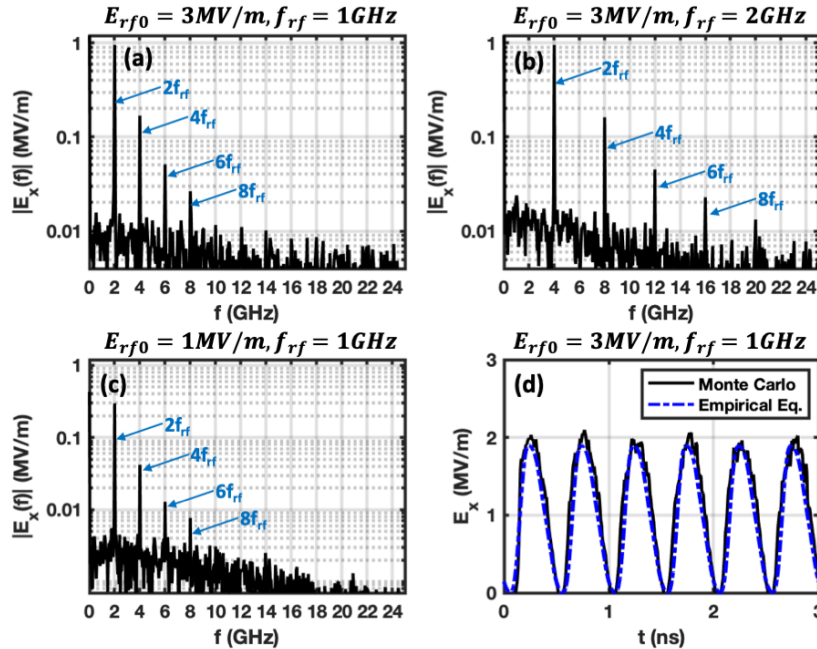 E_rf0 = 3MV/m, f_rf = 1GHz
(a)
1
0.1
0.01
|E_x(f)| (MV/m)
2f_rf
4f_rf
6f_rf
8f_rf
0 2 4 6 8 10 12 14 16 18 20 22 24
f (GHz)
E_rf0 = 3MV/m, f_rf = 2GHz
(b)
1
0.1
0.01
|E_x(f)| (MV/m)
2f_rf
4f_rf
6f_rf
8f_rf
0 2 4 6 8 10 12 14 16 18 20 22 24
f (GHz)
E_rf0 = 1MV/m, f_rf = 1GHz
(c)
1
0.1
0.01
|E_x(f)| (MV/m)
2f_rf
4f_rf
6f_rf
8f_rf
0 2 4 6 8 10 12 14 16 18 20 22 24
f (GHz)
E_rf0 = 3MV/m, f_rf = 1GHz
(d)
Monte Carlo
Empirical Eq.
3
2
1
0
E_x (MV/m)
0 1 2 3
t (ns)